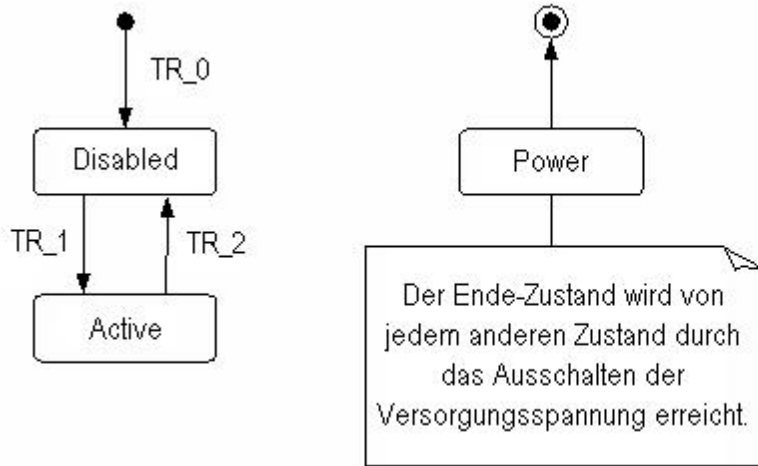 TR_0
Disabled
TR_1
TR_2
Active
Power
Der Ende-Zustand wird von
jedem anderen Zustand durch
das Ausschalten der
Versorgungsspannung erreicht.